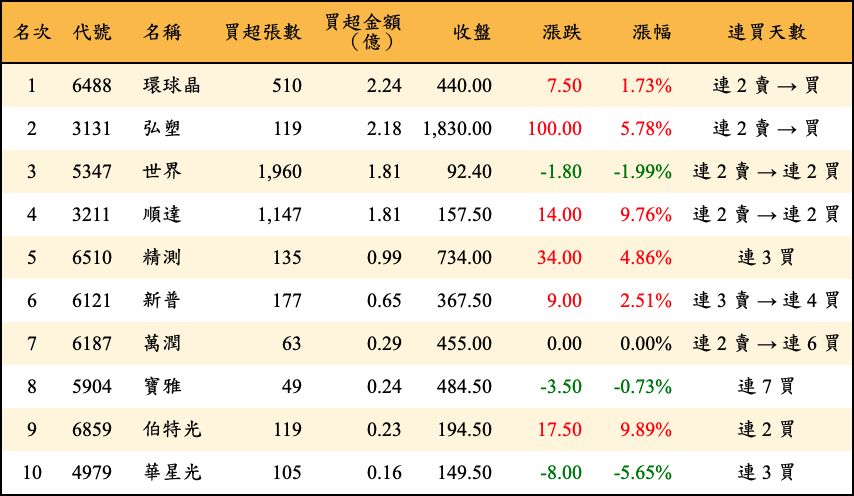 名次 代號 名稱 買超張數 買超金額（億） 收盤 漲跌 漲幅 連買天數
1 6488 環球晶 510 2.24 440.00 7.50 1.73% 連 2 賣 → 買
2 3131 弘塑 119 2.18 1,830.00 100.00 5.78% 連 2 賣 → 買
3 5347 世界 1,960 1.81 92.40 -1.80 -1.99% 連 2 賣 → 連 2 買
4 3211 順達 1,147 1.81 157.50 14.00 9.76% 連 2 賣 → 連 2 買
5 6510 精測 135 0.99 734.00 34.00 4.86% 連 3 買
6 6121 新普 177 0.65 367.50 9.00 2.51% 連 3 賣 → 連 4 買
7 6187 萬潤 63 0.29 455.00 0.00 0.00% 連 2 賣 → 連 6 買
8 5904 寶雅 49 0.24 484.50 -3.50 -0.73% 連 7 買
9 6859 伯特光 119 0.23 194.50 17.50 9.89% 連 2 買
10 4979 華星光 105 0.16 149.50 -8.00 -5.65% 連 3 買